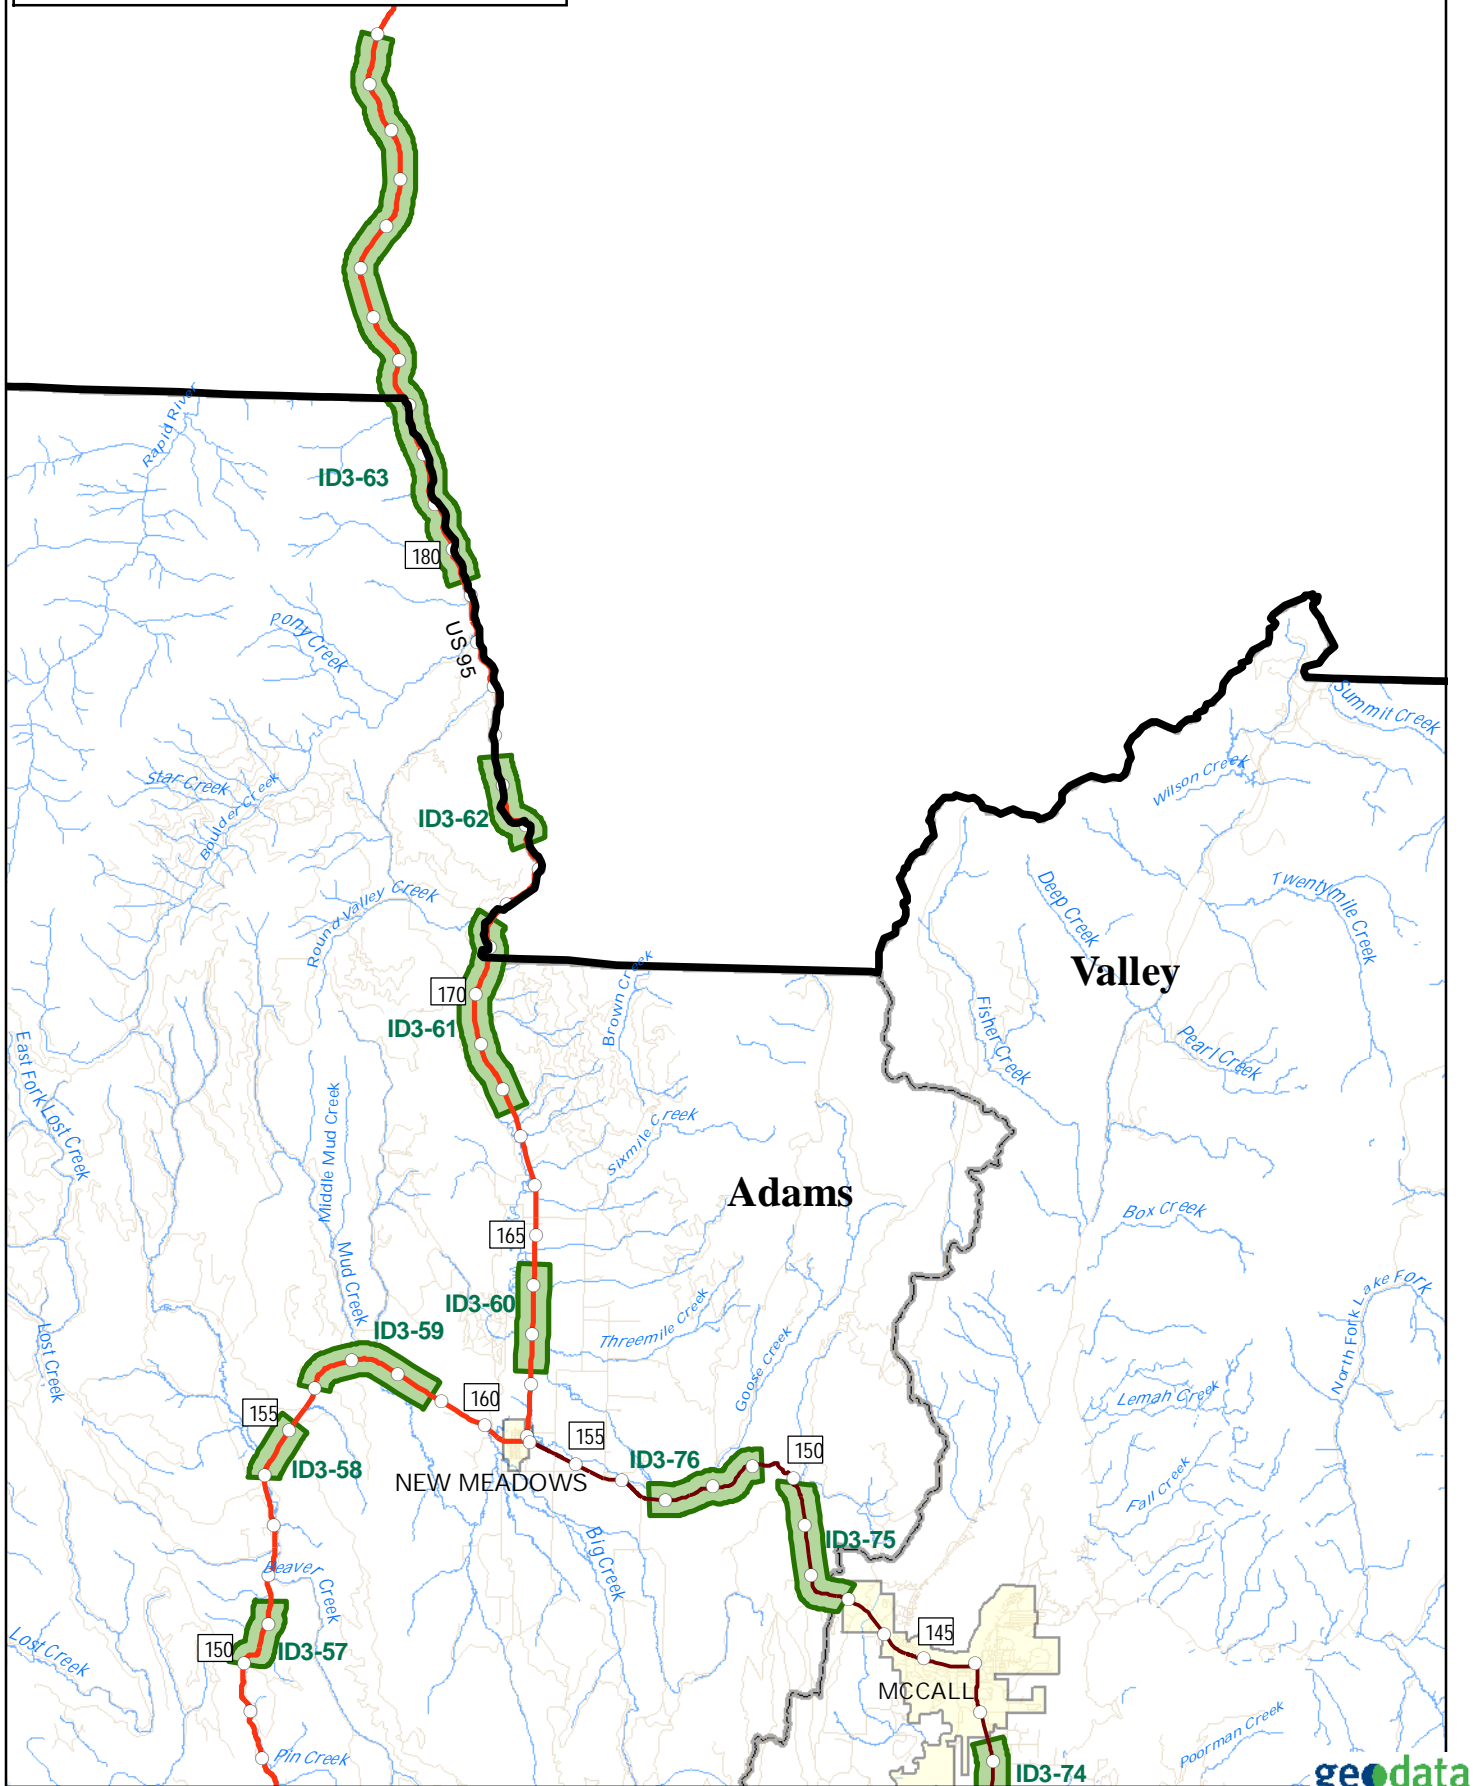 Rapid River
ID3-63
180
Pony Creek
US 95
Summit Creek
Wilson Creek
Star Creek
Boulder Creek
ID3-62
Round Valley Creek
Deep Creek
Twentymile Creek
Valley
Brown Creek
170
ID3-61
Fisher Creek
Pearl Creek
East Fork Lost Creek
Middle Mud Creek
Sixmile Creek
Adams
Box Creek
165
Mud Creek
ID3-60
ID3-59
Threemile Creek
Goose Creek
North Fork Lake Fork
Lost Creek
Lemah Creek
160
155
155
150
ID3-58
ID3-76
NEW MEADOWS
Fall Creek
Big Creek
ID3-75
Beaver Creek
Lost Creek
150
ID3-57
145
MCCALL
Pin Creek
Poorman Creek
ID3-74
geodata